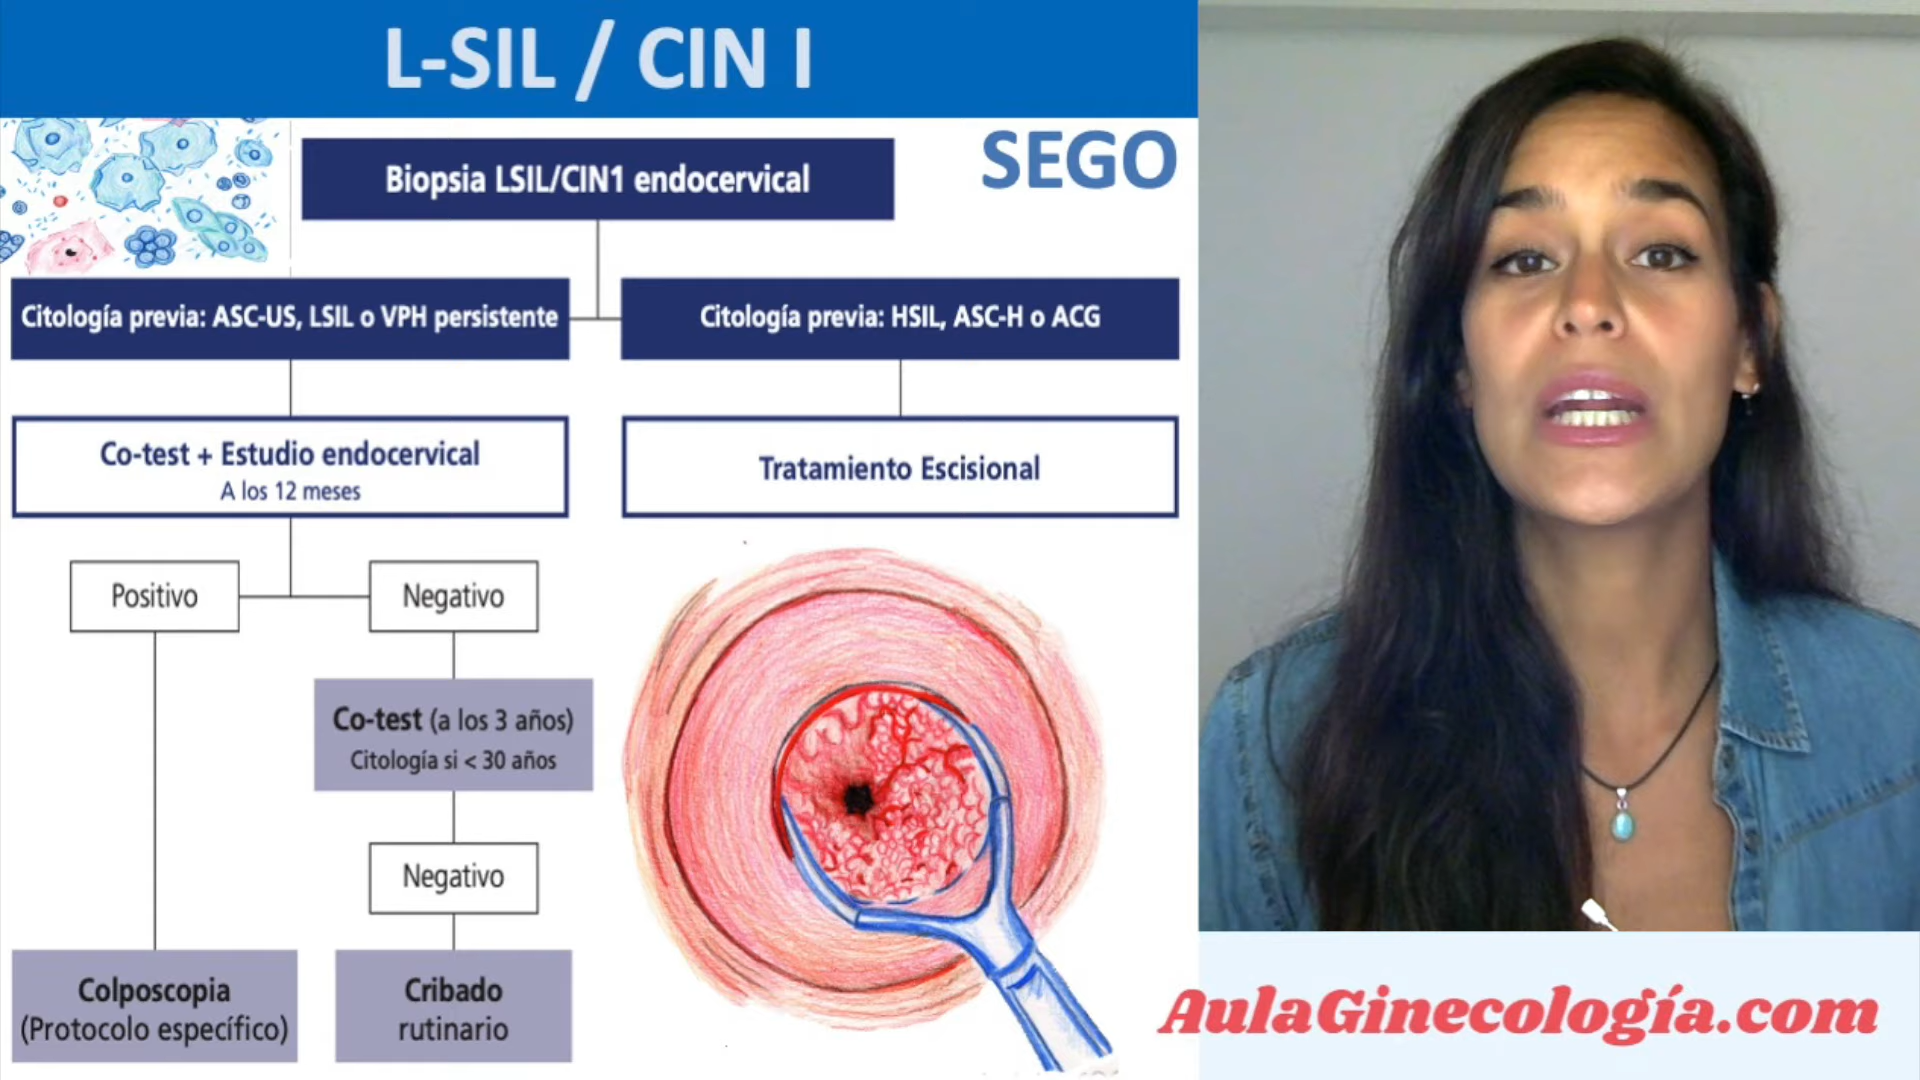 L-SIL / CIN I
SEGO
Biopsia LSIL/CIN1 endocervical
Citología previa: ASC-US, LSIL o VPH persistente
Citología previa: HSIL, ASC-H o ACG
Co-test + Estudio endocervical
A los 12 meses
Tratamiento Escisional
Positivo
Negativo
Co-test (a los 3 años)
Citología si < 30 años
Negativo
Colposcopia
(Protocolo específico)
Cribado
rutinario
AulaGinecología.com